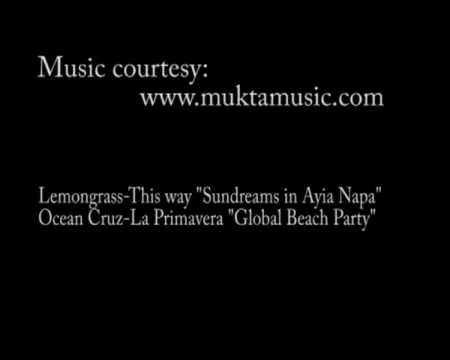 Music courtesy:
www.muktamusic.com
Lemongrass-This way "Sundreams in Ayia Napa"
Ocean Cruz-La Primavera "Global Beach Party"